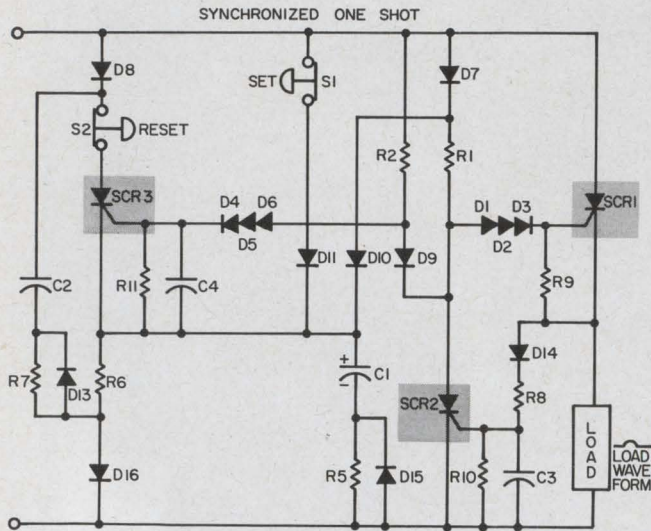 SYNCHRONIZED ONE SHOT
D8
SET
S1
D7
S2
RESET
R2
R1
SCR3
D4 D6
D5
D1 D3
D2
SCR1
C2
R11
C4
D11
D10
D9
R9
D14
R7
D13
R6
+
C1
−
SCR2
R8
LOAD
LOAD
WAVE
FORM
D16
R5
D15
R10
C3